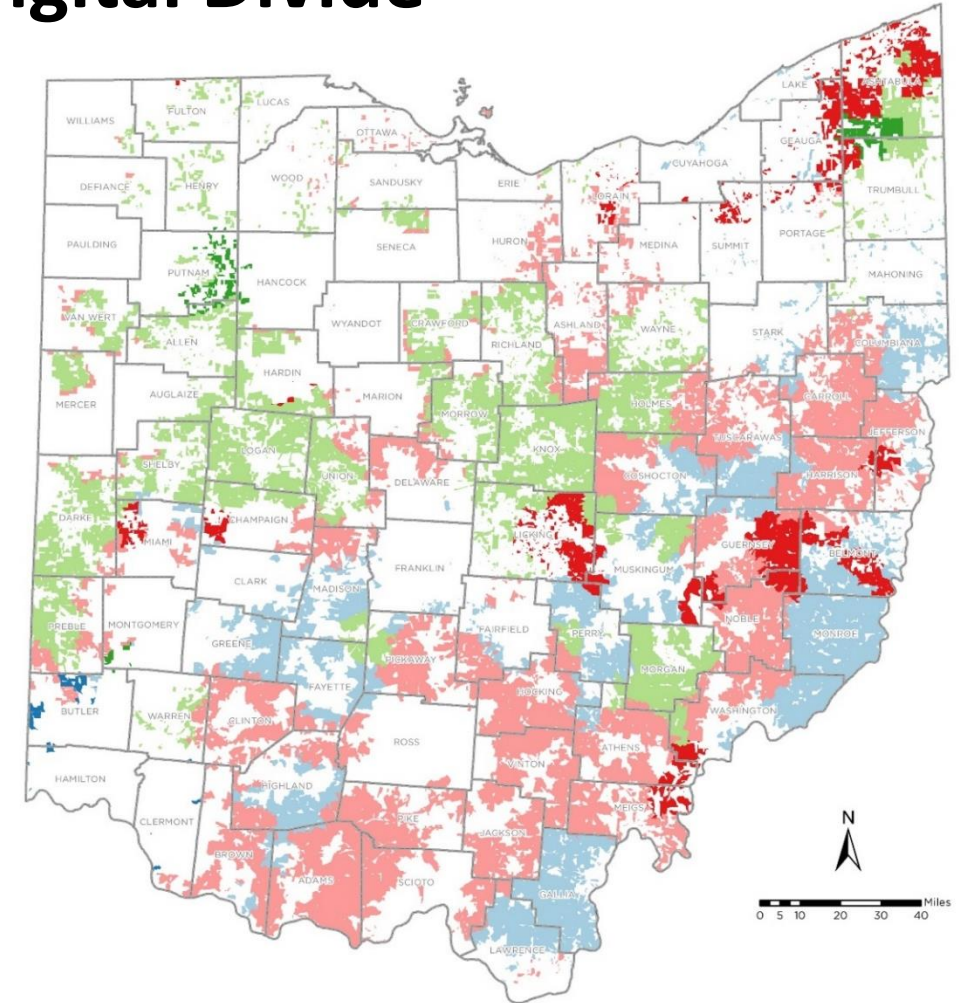 igital Divide
WILLIAMS
FULTON
LUCAS
OTTAWA
LAKE
ASHTABULA
GEAUGA
CUYAHOGA
DEFIANCE
HENRY
WOOD
SANDUSKY
ERIE
LORAIN
TRUMBULL
PAULDING
SENECA
HURON
MEDINA
SUMMIT
PORTAGE
PUTNAM
HANCOCK
MAHONING
VAN WERT
WYANDOT
CRAWFORD
RICHLAND
ASHLAND
WAYNE
STARK
COLUMBIANA
ALLEN
HARDIN
MERCER
AUGLAIZE
MARION
MORROW
HOLMES
CARROLL
JEFFERSON
TUSCARAWAS
SHELBY
LOGAN
UNION
DELAWARE
KNOX
COSHOCTON
HARRISON
DARKE
MIAMI
CHAMPAIGN
LICKING
GUERNSEY
BELMONT
CLARK
MADISON
FRANKLIN
MUSKINGUM
PREBLE
MONTGOMERY
GREENE
FAIRFIELD
PERRY
NOBLE
MONROE
PICKAWAY
MORGAN
FAYETTE
HOCKING
WASHINGTON
BUTLER
WARREN
CLINTON
ROSS
ATHENS
VINTON
HAMILTON
HIGHLAND
MEIGS
CLERMONT
PIKE
JACKSON
BROWN
ADAMS
SCIOTO
GALLIA
LAWRENCE
N
Miles
0 5 10 20 30 40